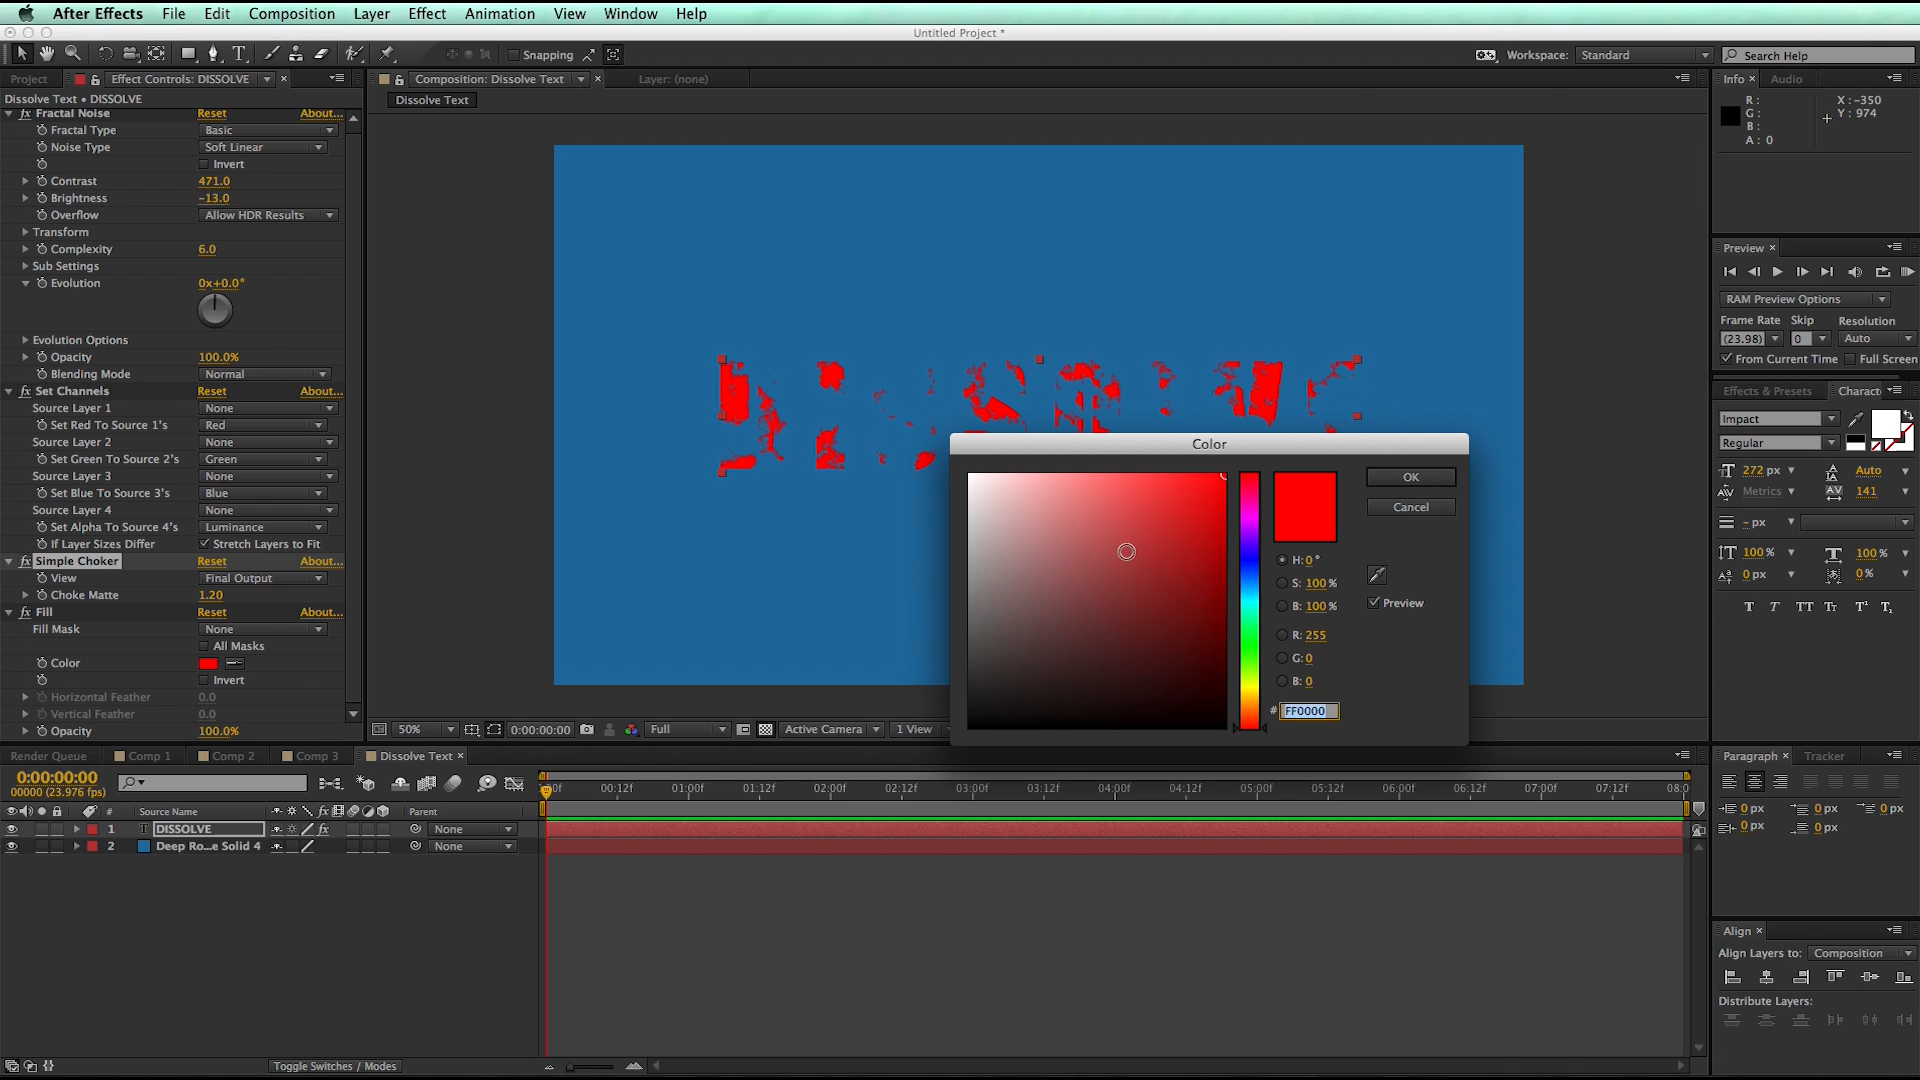 After Effects File Edit Composition Layer Effect Animation View Window Help
Untitled Project *
Snapping Workspace: Standard Search Help
Project Effect Controls: DISSOLVE Composition: Dissolve Text Layer: (none) Info Audio
Dissolve Text • DISSOLVE
Dissolve Text
Fractal Noise Reset About...
Fractal Type Basic
Noise Type Soft Linear
Invert
Contrast 471.0
Brightness -13.0
Overflow Allow HDR Results
Transform
Complexity 6.0
Sub Settings
Evolution 0x+0.0°
Evolution Options
Opacity 100.0%
Blending Mode Normal
Set Channels Reset About...
Source Layer 1 None
Set Red To Source 1's Red
Source Layer 2 None
Set Green To Source 2's Green
Source Layer 3 None
Set Blue To Source 3's Blue
Source Layer 4 None
Set Alpha To Source 4's Luminance
If Layer Sizes Differ Stretch Layers to Fit
Simple Choker Reset About...
View Final Output
Choke Matte 1.20
Fill Reset About...
Fill Mask None
All Masks
Color
Invert
Horizontal Feather 0.0
Vertical Feather 0.0
Opacity 100.0%
Color
OK
Cancel
H: 0 °
S: 100 %
B: 100 %
Preview
R: 255
G: 0
B: 0
# FF0000
50% 0:00:00:00 Full Active Camera 1 View
R:
G:
B:
A: 0
X: -350
Y: 974
Preview
RAM Preview Options
Frame Rate Skip Resolution
(23.98) 0 Auto
From Current Time Full Screen
Effects & Presets Charact
Impact
Regular
272 px Auto
Metrics 141
- px
100 % 100 %
0 px 0 %
T T TT Tt T¹ T₁
Render Queue Comp 1 Comp 2 Comp 3 Dissolve Text
0:00:00:00
00000 (23.976 fps)
00f 00:12f 01:00f 01:12f 02:00f 02:12f 03:00f 03:12f 04:00f 04:12f 05:00f 05:12f 06:00f 06:12f 07:00f 07:12f 08:0
# Source Name Parent
1 T DISSOLVE None
2 Deep Ro...e Solid 4 None
Toggle Switches / Modes
Paragraph Tracker
0 px 0 px 0 px
0 px 0 px
Align
Align Layers to: Composition
Distribute Layers: